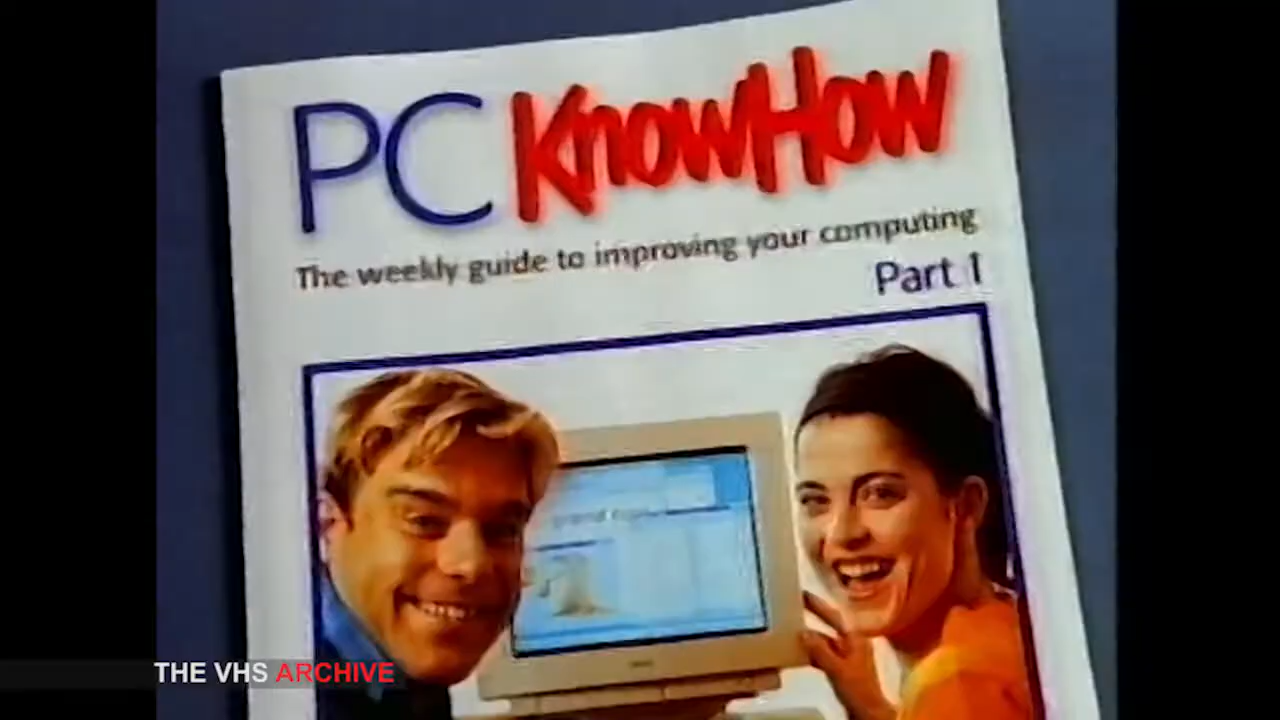 PC KnowHow
The weekly guide to improving your computing
Part 1
THE VHS ARCHIVE